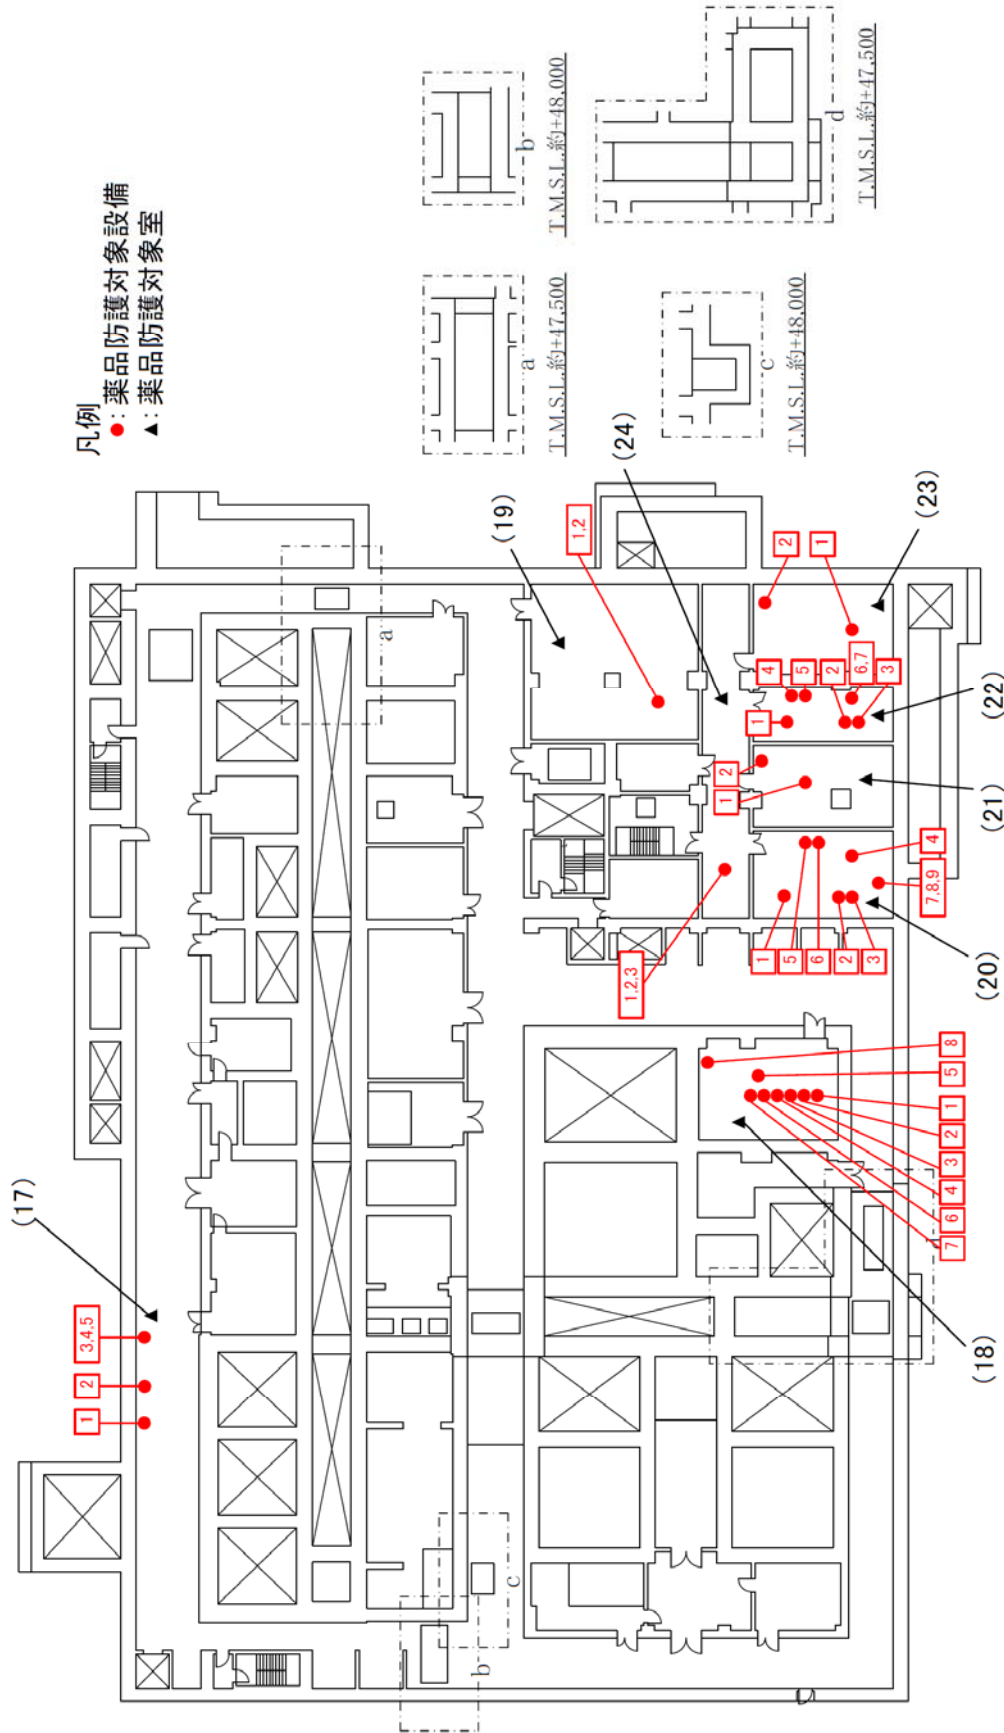 凡例
●：薬品防護対象設備
▲：薬品防護対象室
a
T.M.S.L.約+47,500
b
T.M.S.L.約+48,000
c
T.M.S.L.約+48,000
d
T.M.S.L.約+47,500
(17)
1
2
3,4,5
a
b
c
(18)
7
6
4
3
2
1
5
8
(19)
1,2
(24)
1,2,3
(20)
1
5
6
2
3
7,8,9
4
(21)
1
2
(22)
1
4
5
2
6,7
3
(23)
2
1